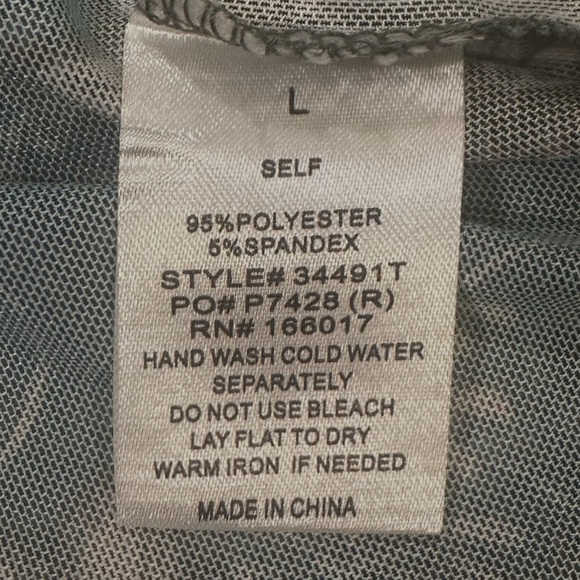 L
SELF
95%POLYESTER
5%SPANDEX
STYLE# 34491T
PO# P7428 (R)
RN# 166017
HAND WASH COLD WATER
SEPARATELY
DO NOT USE BLEACH
LAY FLAT TO DRY
WARM IRON IF NEEDED
MADE IN CHINA